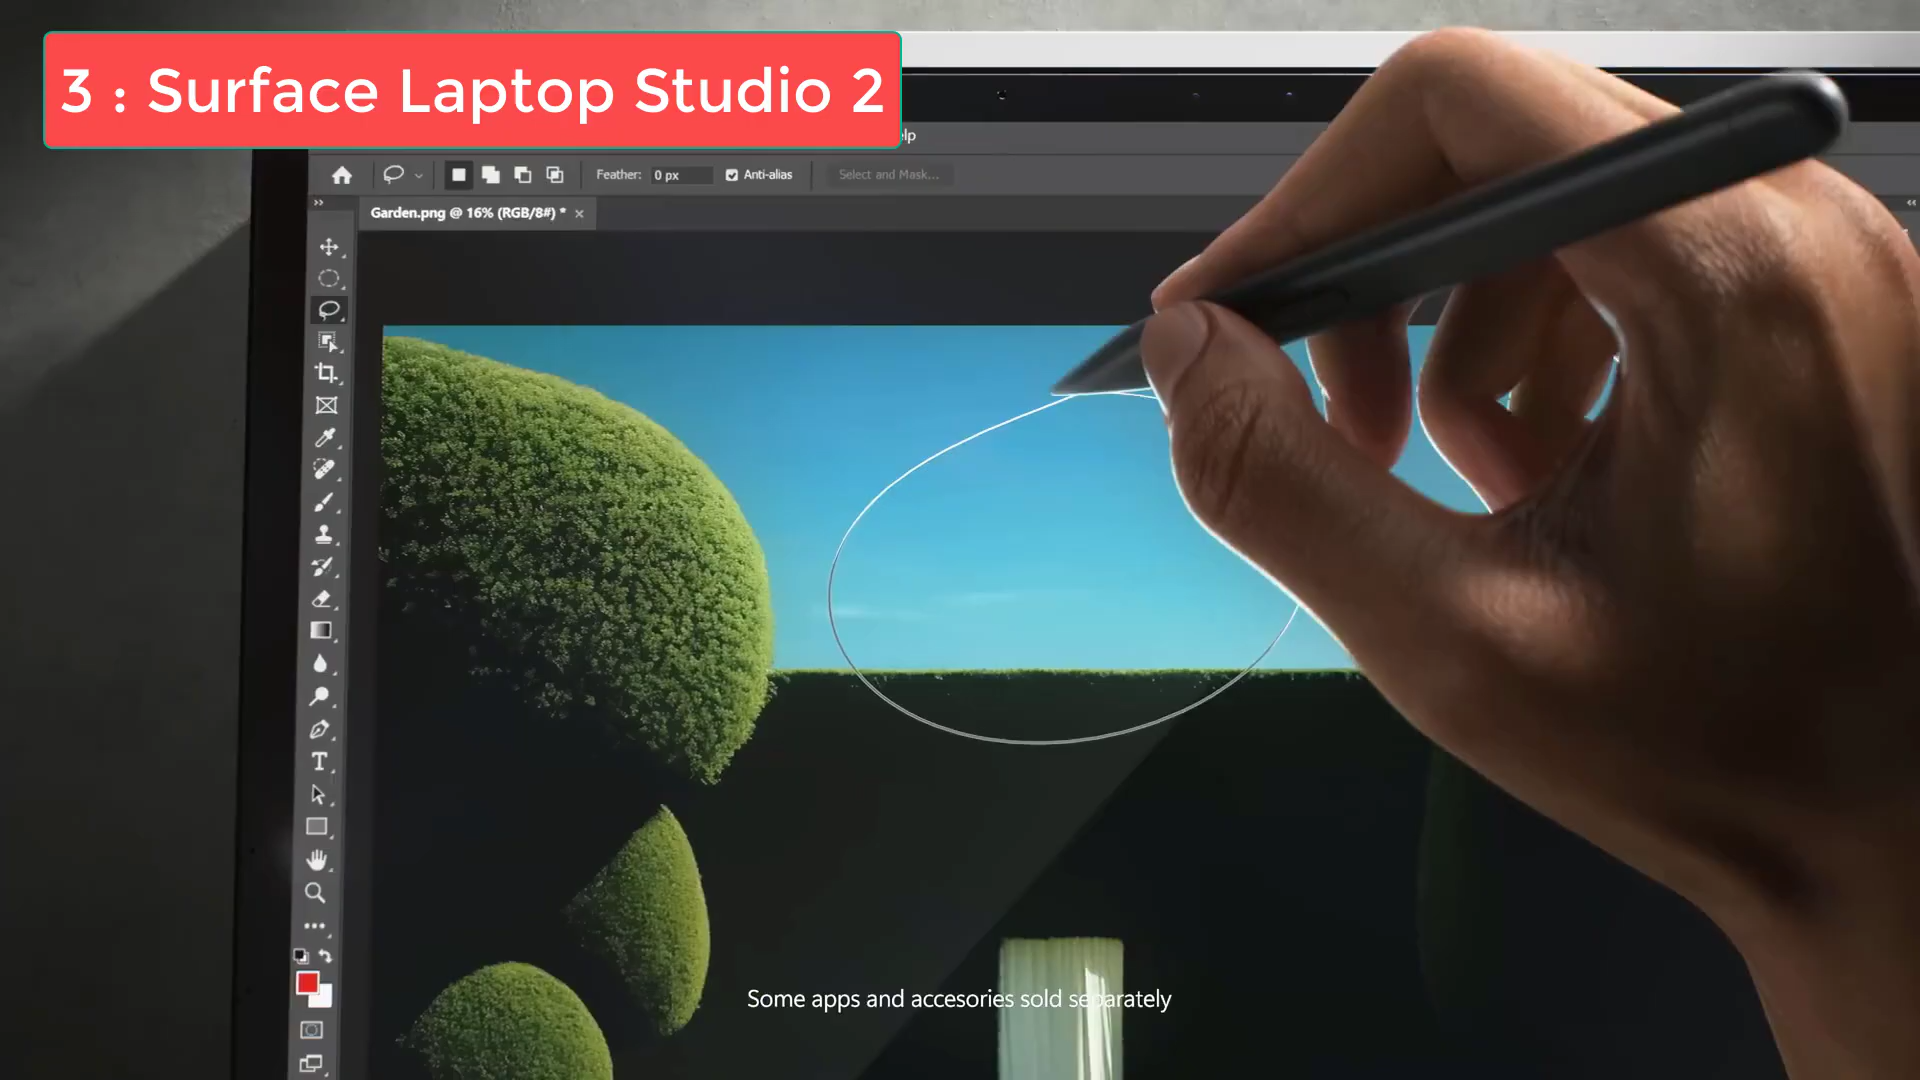 3 : Surface Laptop Studio 2
elp
Feather: 0 px Anti-alias Select and Mask...
Garden.png @ 16% (RGB/8#) * ×
T
Some apps and accesories sold separately